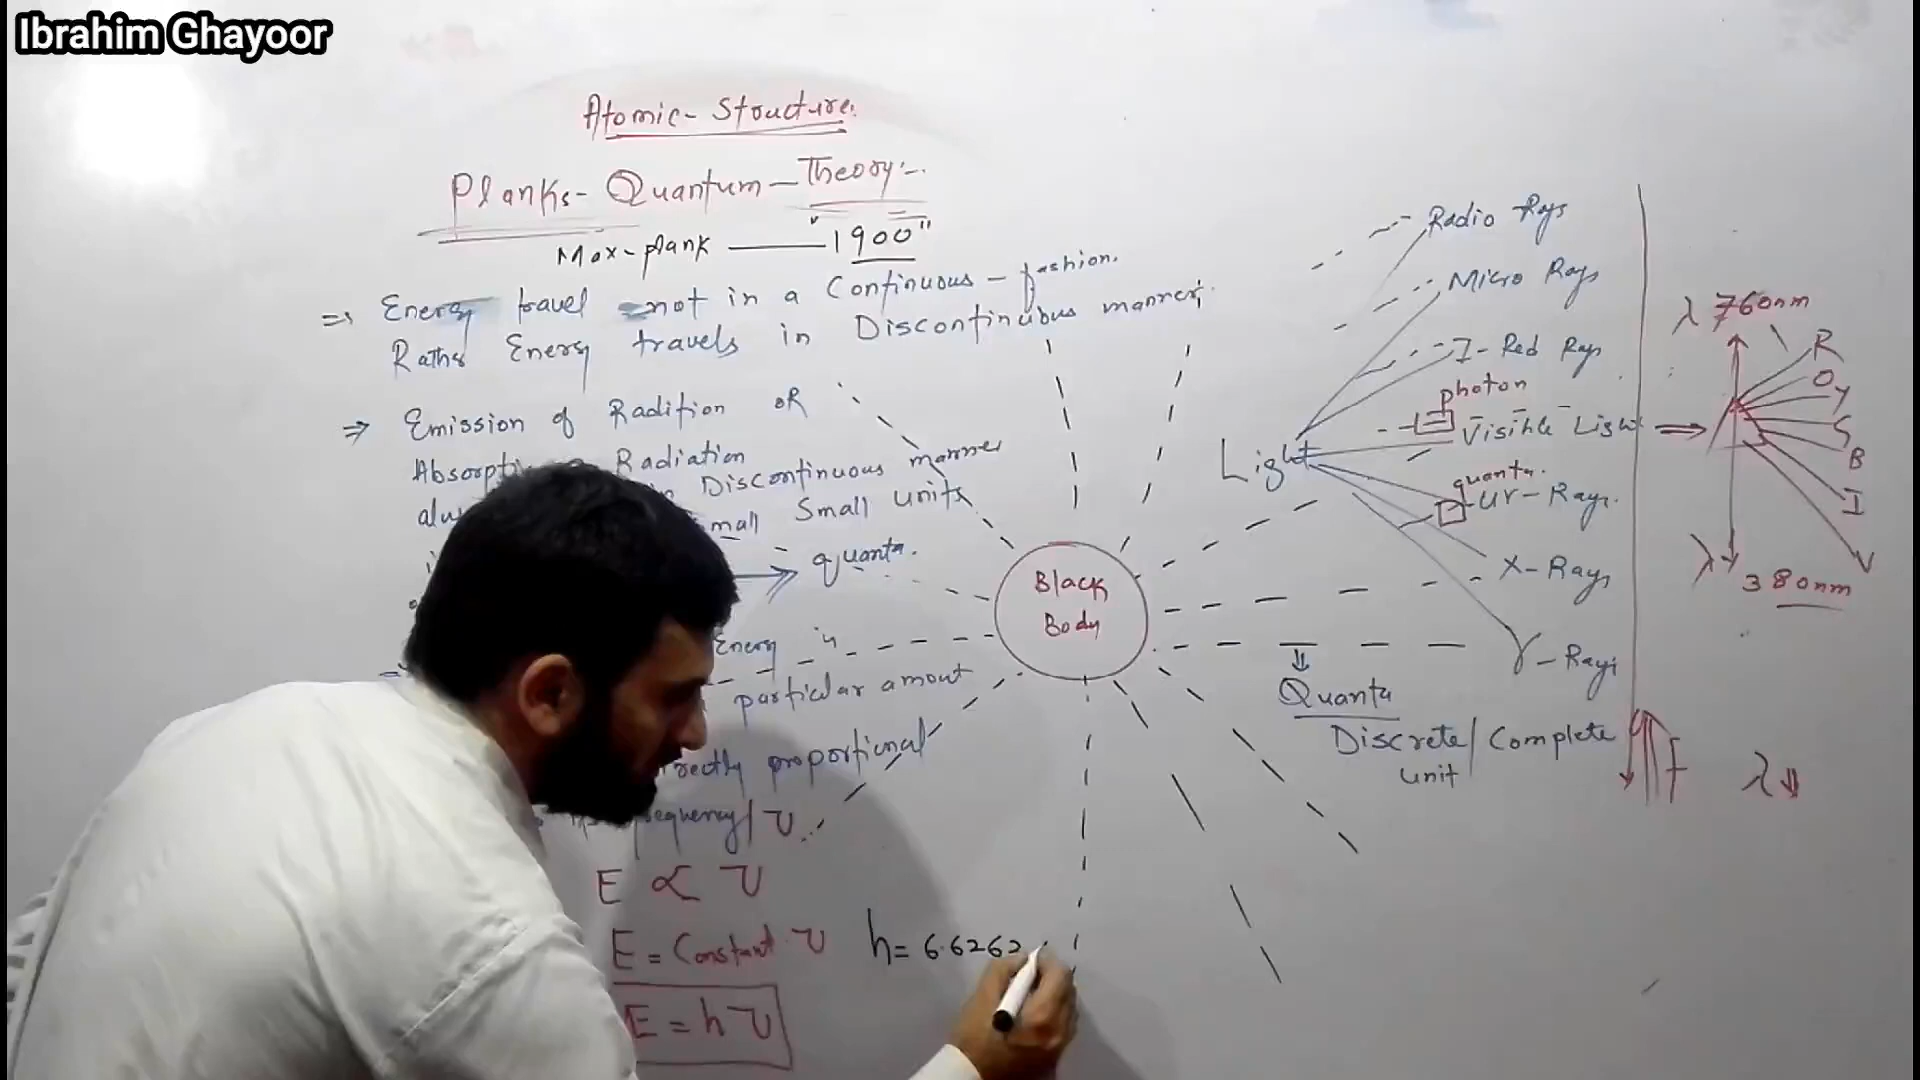 Ibrahim Ghayoor
Atomic- Structure.
Planks- Quantum - Theory:-
Max-plank 1900"
=> Energy travel not in a Continuous - fashion.
Rather Energy travels in Discontinuous manner.
=> Emission of Radition OR
Radiation
Discontinuous manner
Small units
quanta.
Energy is
particular amount
proportional
E ∝ υ
E = Constant υ
E = h υ
h = 6.6262
Black
Body
Light
Radio Rays
Micro Rays
I- Red Rays
photon
Visible Light
quanta.
UV- Rays.
X-Rays
γ-Rays
Quanta
Discrete/Complete
unit
λ 760nm
R
O
Y
G
B
I
V
λ 380nm
f λ